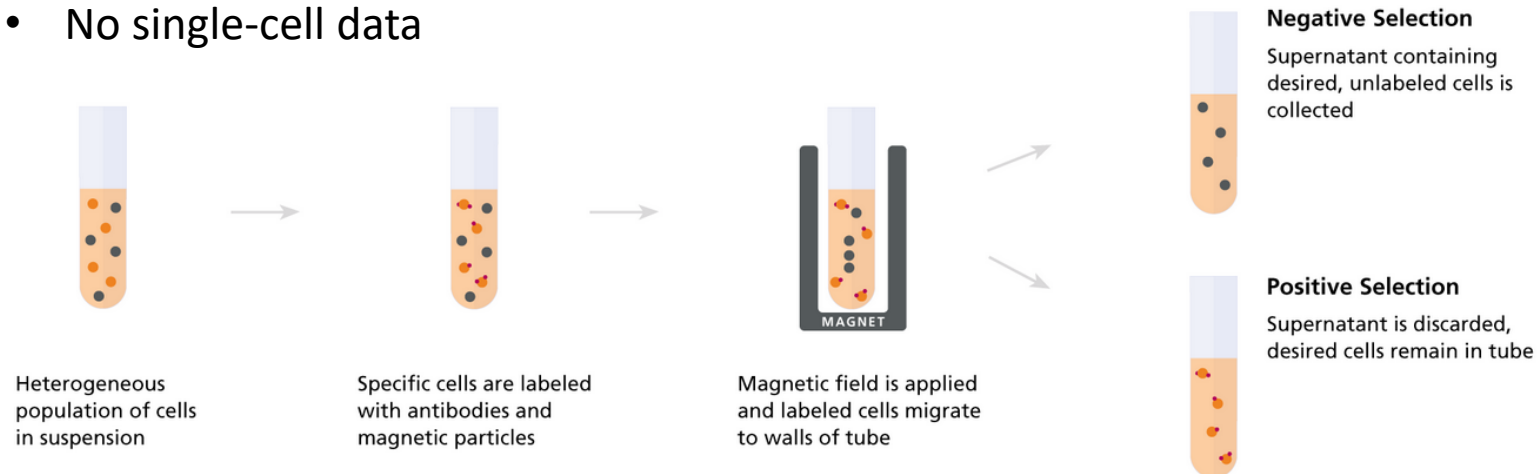 • No single-cell data
Heterogeneous
population of cells
in suspension
Specific cells are labeled
with antibodies and
magnetic particles
MAGNET
Magnetic field is applied
and labeled cells migrate
to walls of tube
Negative Selection
Supernatant containing
desired, unlabeled cells is
collected
Positive Selection
Supernatant is discarded,
desired cells remain in tube